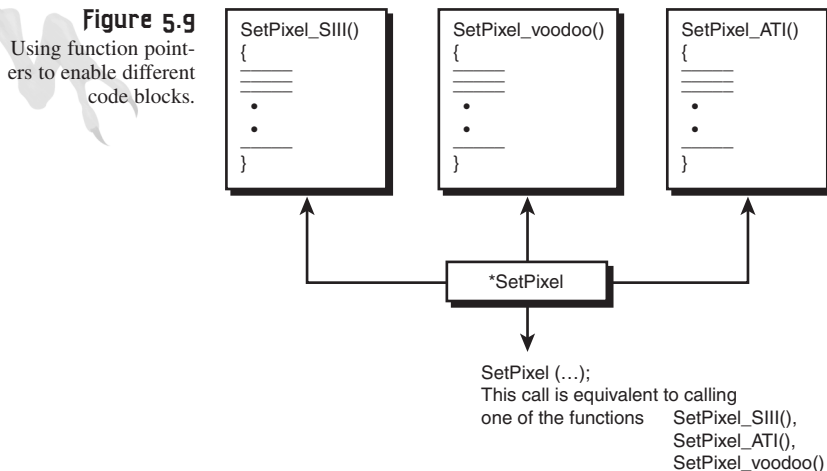 Figure 5.9
Using function point-
ers to enable different
code blocks.
SetPixel_SIII()
{
•
•
}
SetPixel_voodoo()
{
•
•
}
SetPixel_ATI()
{
•
•
}
*SetPixel
SetPixel (…);
This call is equivalent to calling
one of the functions SetPixel_SIII(),
SetPixel_ATI(),
SetPixel_voodoo()